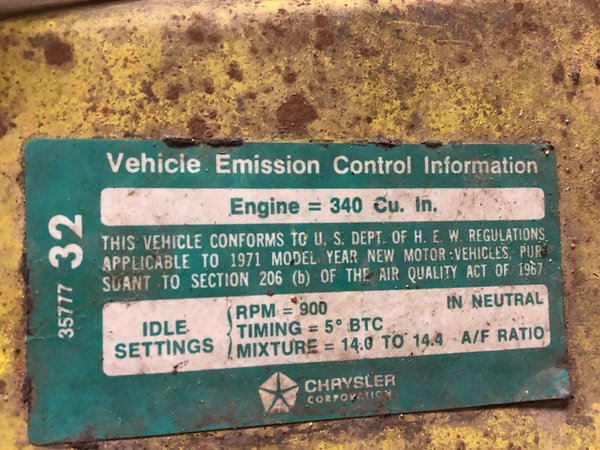 Vehicle Emission Control Information
Engine = 340 Cu. In.
THIS VEHICLE CONFORMS TO U. S. DEPT. OF H. E. W. REGULATIONS
APPLICABLE TO 1971 MODEL YEAR NEW MOTOR VEHICLES, PUR
SUANT TO SECTION 206 (b) OF THE AIR QUALITY ACT OF 1967
IDLE
SETTINGS
RPM = 900 IN NEUTRAL
TIMING = 5° BTC
MIXTURE = 14.0 TO 14.4 A/F RATIO
CHRYSLER
CORPORATION
35777 32